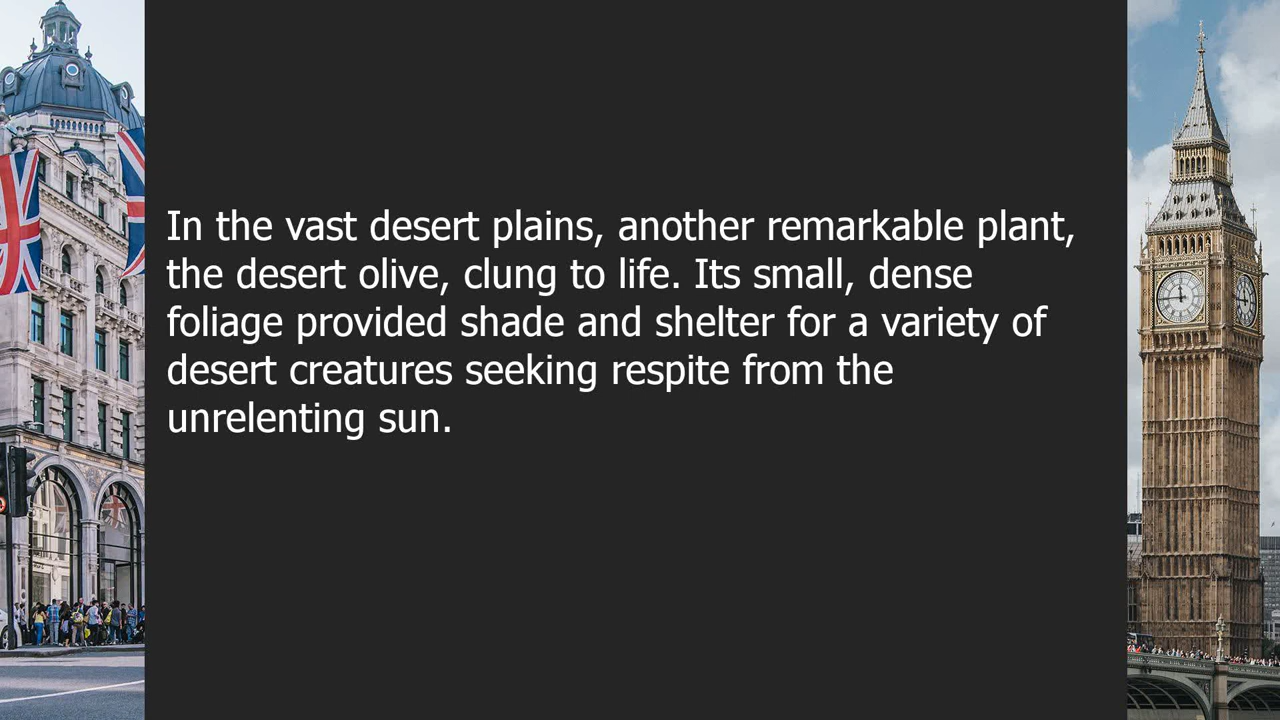 In the vast desert plains, another remarkable plant,
the desert olive, clung to life. Its small, dense
foliage provided shade and shelter for a variety of
desert creatures seeking respite from the
unrelenting sun.